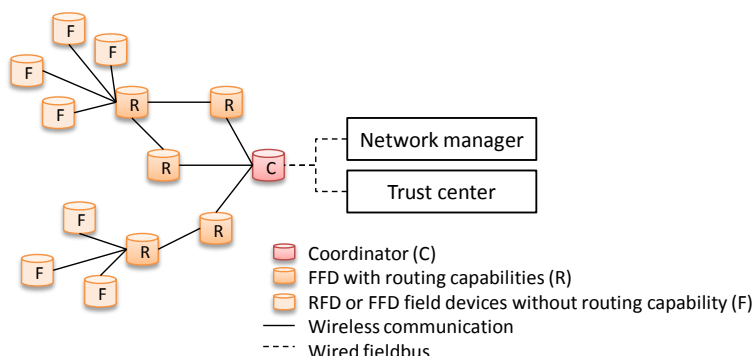 F
F
F
F
R
R
R
C
Network manager
Trust center
F
F
F
R
R
Coordinator (C)
FFD with routing capabilities (R)
RFD or FFD field devices without routing capability (F)
Wireless communication
Wired fieldbus